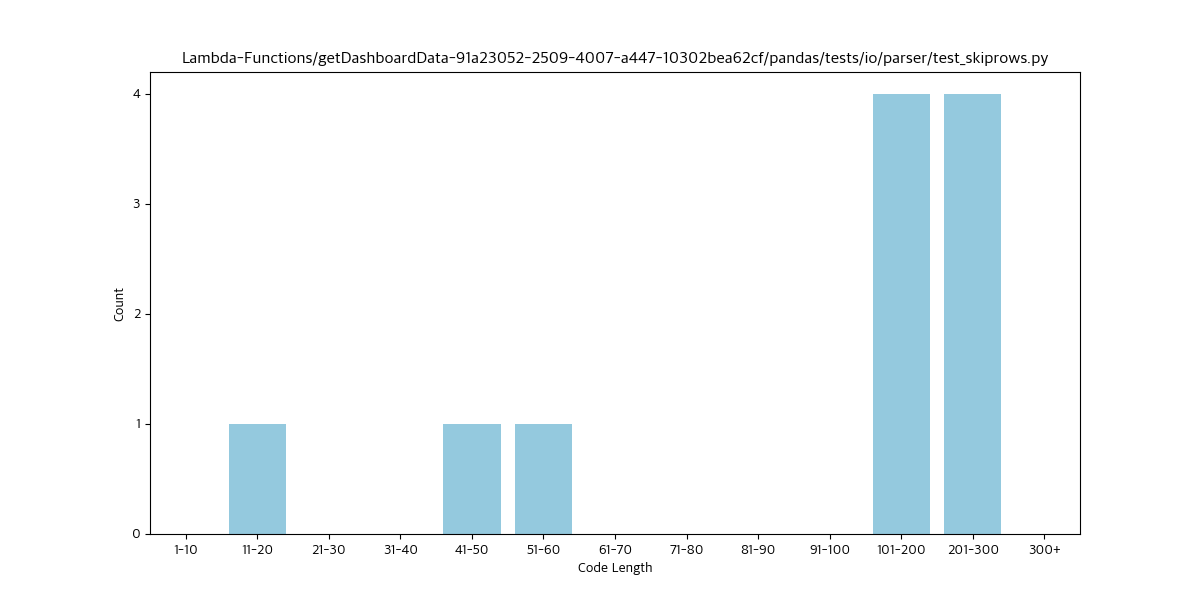 Lambda-Functions/getDashboardData-91a23052-2509-4007-a447-10302bea62cf/pandas/tests/io/parser/test_skiprows.py
4
3
Count
2
1
0
1-10 11-20 21-30 31-40 41-50 51-60 61-70 71-80 81-90 91-100 101-200 201-300 300+
Code Length